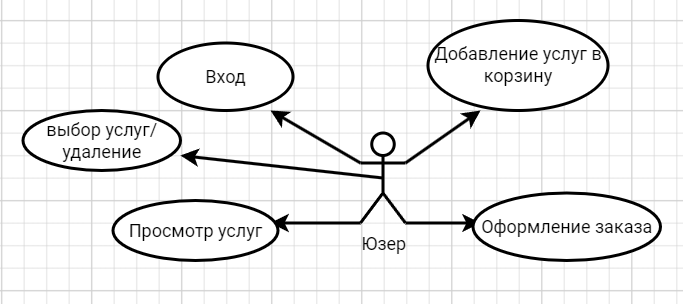 Добавление услуг в
корзину
Вход
выбор услуг/
удаление
Просмотр услуг
Оформление заказа
Юзер